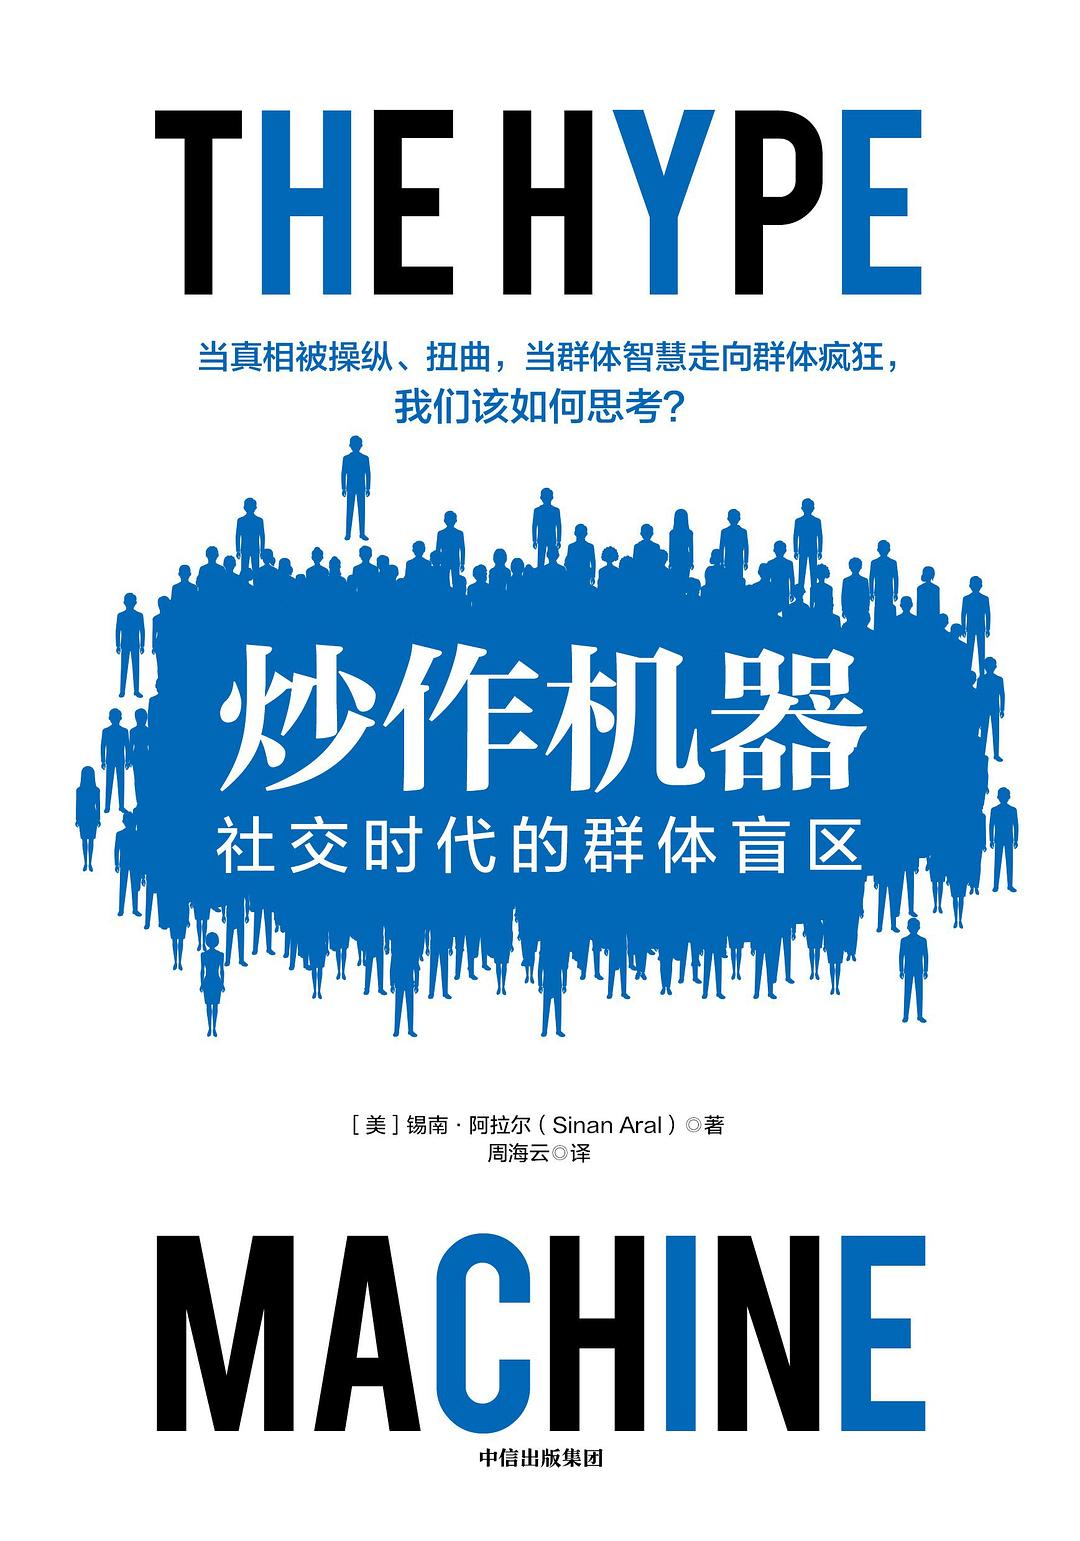 THE HYPE
当真相被操纵、扭曲，当群体智慧走向群体疯狂，
我们该如何思考？
炒作机器
社交时代的群体盲区
［美］锡南·阿拉尔（Sinan Aral）◎著
周海云◎译
MACHINE
中信出版集团